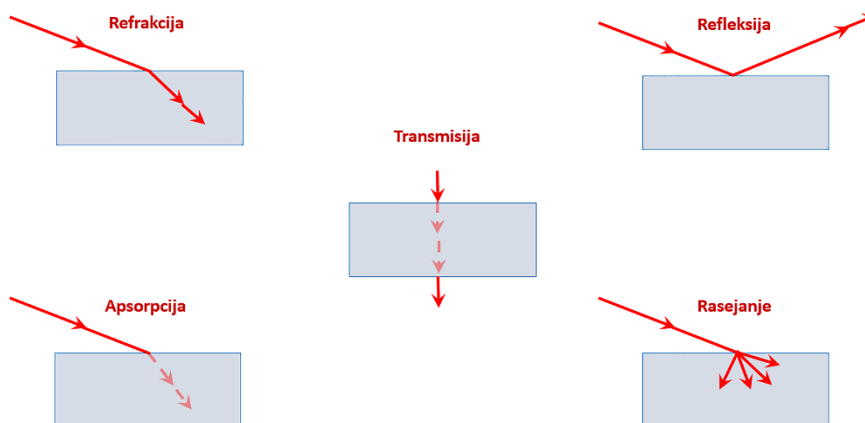 Refrakcija
Refleksija
Transmisija
Apsorpcija
Rasejanje